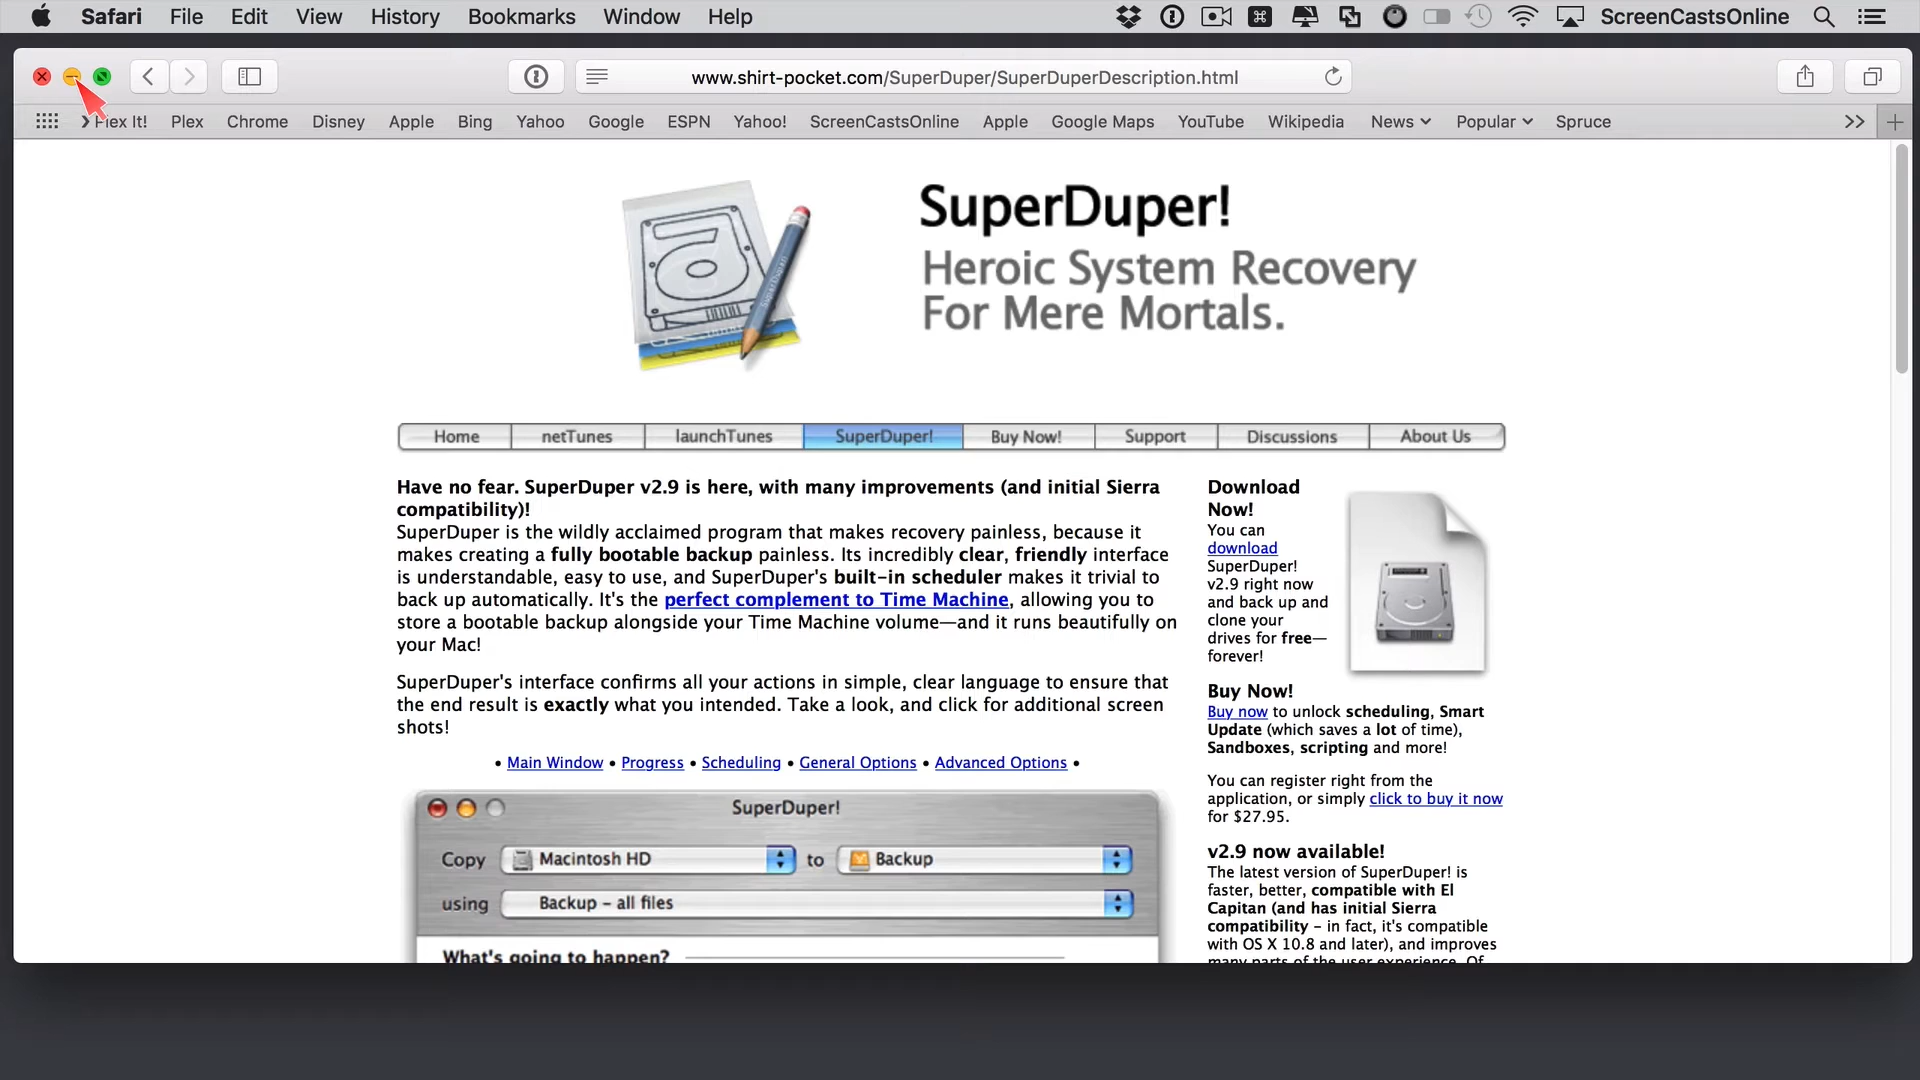 Safari File Edit View History Bookmarks Window Help ScreenCastsOnline
www.shirt-pocket.com/SuperDuper/SuperDuperDescription.html
Plex It! Plex Chrome Disney Apple Bing Yahoo Google ESPN Yahoo! ScreenCastsOnline Apple Google Maps YouTube Wikipedia News Popular Spruce
SuperDuper!
Heroic System Recovery
For Mere Mortals.
Home netTunes launchTunes SuperDuper! Buy Now! Support Discussions About Us
Have no fear. SuperDuper v2.9 is here, with many improvements (and initial Sierra
compatibility)!
SuperDuper is the wildly acclaimed program that makes recovery painless, because it
makes creating a fully bootable backup painless. Its incredibly clear, friendly interface
is understandable, easy to use, and SuperDuper's built-in scheduler makes it trivial to
back up automatically. It's the perfect complement to Time Machine, allowing you to
store a bootable backup alongside your Time Machine volume—and it runs beautifully on
your Mac!
SuperDuper's interface confirms all your actions in simple, clear language to ensure that
the end result is exactly what you intended. Take a look, and click for additional screen
shots!
• Main Window • Progress • Scheduling • General Options • Advanced Options •
SuperDuper!
Copy Macintosh HD to Backup
using Backup - all files
What's going to happen?
Download
Now!
You can
download
SuperDuper!
v2.9 right now
and back up and
clone your
drives for free—
forever!
Buy Now!
Buy now to unlock scheduling, Smart
Update (which saves a lot of time),
Sandboxes, scripting and more!
You can register right from the
application, or simply click to buy it now
for $27.95.
v2.9 now available!
The latest version of SuperDuper! is
faster, better, compatible with El
Capitan (and has initial Sierra
compatibility - in fact, it's compatible
with OS X 10.8 and later), and improves
many parts of the user experience. Of